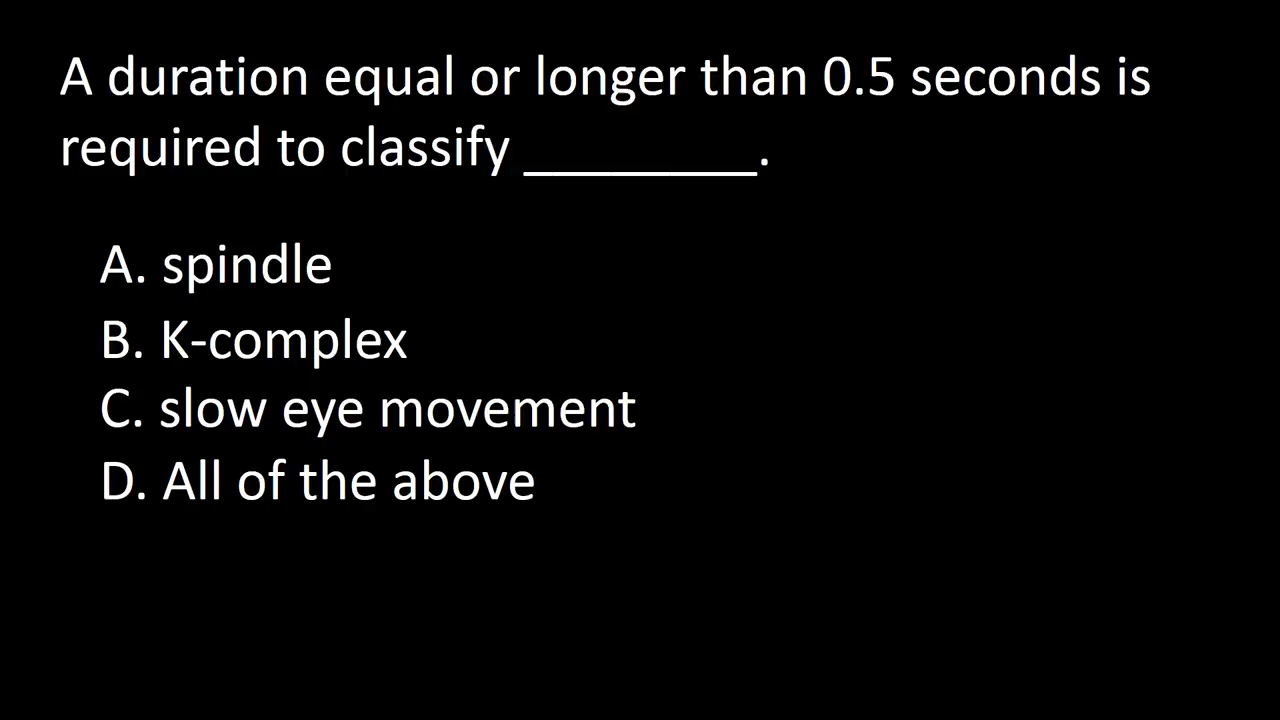 A duration equal or longer than 0.5 seconds is
required to classify _________.
A. spindle
B. K-complex
C. slow eye movement
D. All of the above